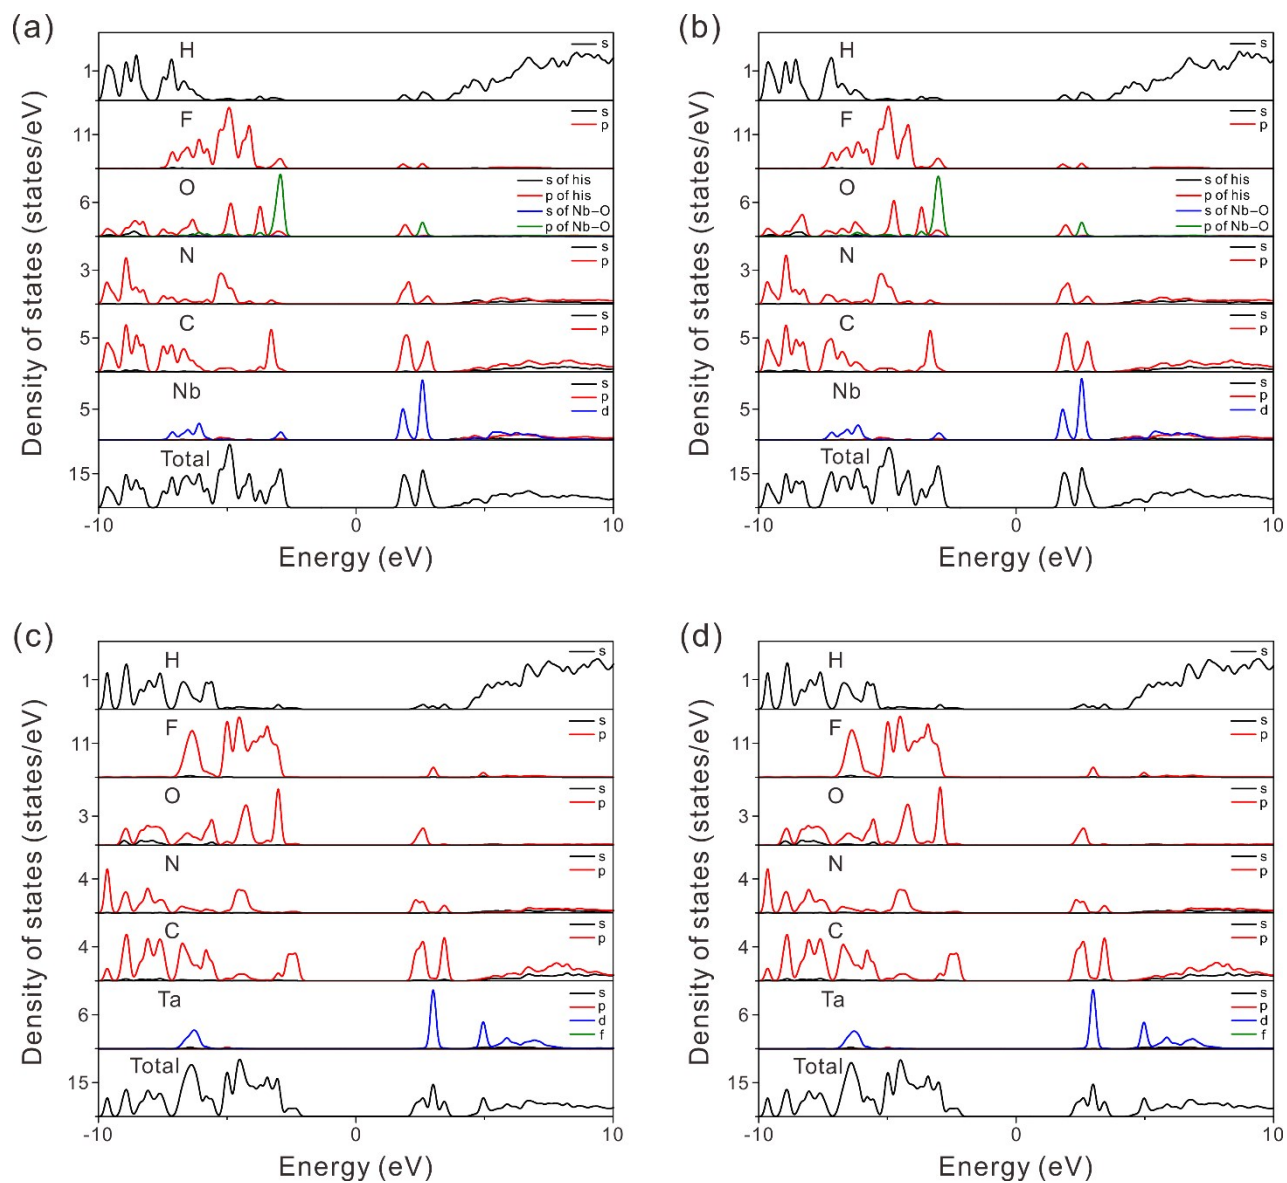 (a)
Density of states (states/eV)
H
s
1
F
s
p
11
O
s of his
p of his
s of Nb–O
p of Nb–O
6
N
s
p
3
C
s
p
5
Nb
s
p
d
5
Total
15
-10
0
10
Energy (eV)
(b)
Density of states (states/eV)
H
s
1
F
s
p
11
O
s of his
p of his
s of Nb–O
p of Nb–O
6
N
s
p
3
C
s
p
5
Nb
s
p
d
5
Total
15
-10
0
10
Energy (eV)
(c)
Density of states (states/eV)
H
s
1
F
s
p
11
O
s
p
3
N
s
p
4
C
s
p
4
Ta
s
p
d
f
6
Total
15
-10
0
10
Energy (eV)
(d)
Density of states (states/eV)
H
s
1
F
s
p
11
O
s
p
3
N
s
p
4
C
s
p
4
Ta
s
p
d
f
6
Total
15
-10
0
10
Energy (eV)